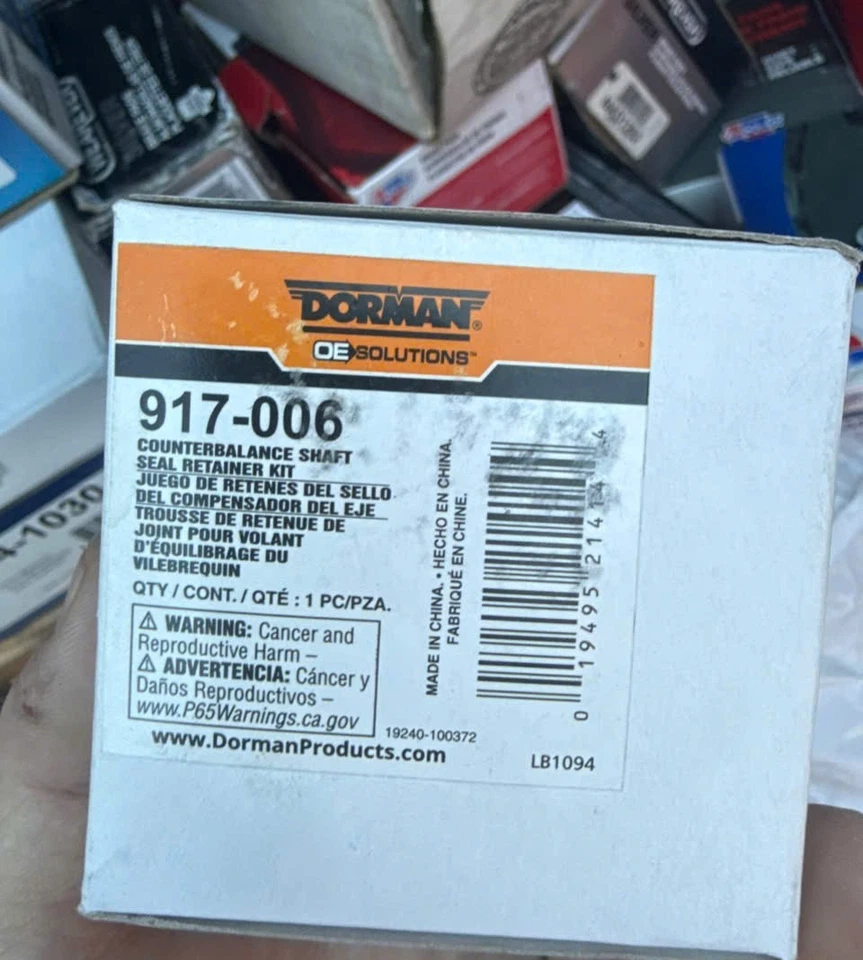 DORMAN®
OE SOLUTIONS™
917-006
COUNTERBALANCE SHAFT
SEAL RETAINER KIT
JUEGO DE RETENES DEL SELLO
DEL COMPENSADOR DEL EJE
TROUSSE DE RETENUE DE
JOINT POUR VOLANT
D'ÉQUILIBRAGE DU
VILEBREQUIN
QTY / CONT. / QTÉ : 1 PC/PZA.
⚠ WARNING: Cancer and
Reproductive Harm –
⚠ ADVERTENCIA: Cáncer y
Daños Reproductivos –
www.P65Warnings.ca.gov
www.DormanProducts.com
MADE IN CHINA. • HECHO EN CHINA.
FABRIQUÉ EN CHINE.
19240-100372
LB1094